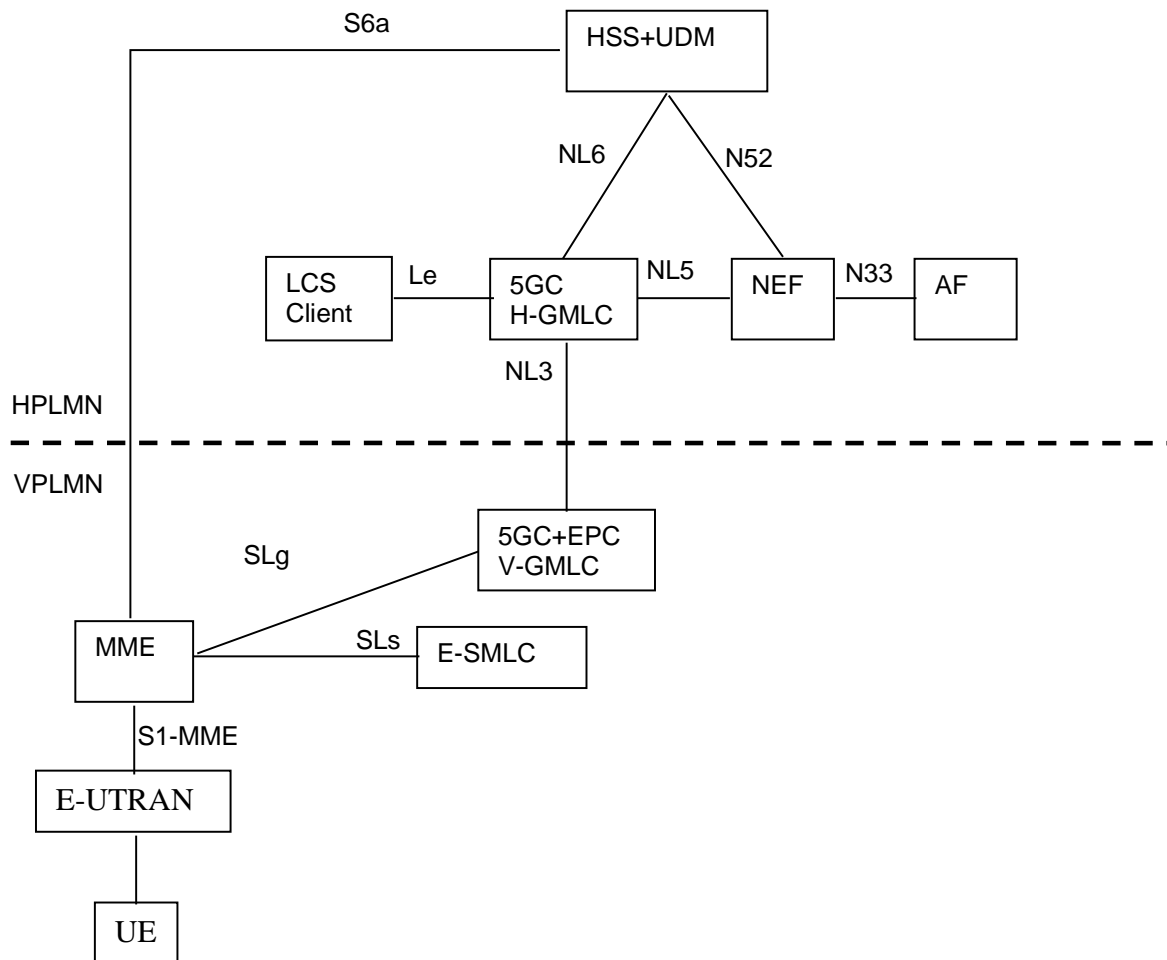 S6a
HSS+UDM
NL6
N52
LCS
Client
Le
5GC
H-GMLC
NL5
NEF
N33
AF
NL3
HPLMN
VPLMN
5GC+EPC
V-GMLC
SLg
MME
SLs
E-SMLC
S1-MME
E-UTRAN
UE